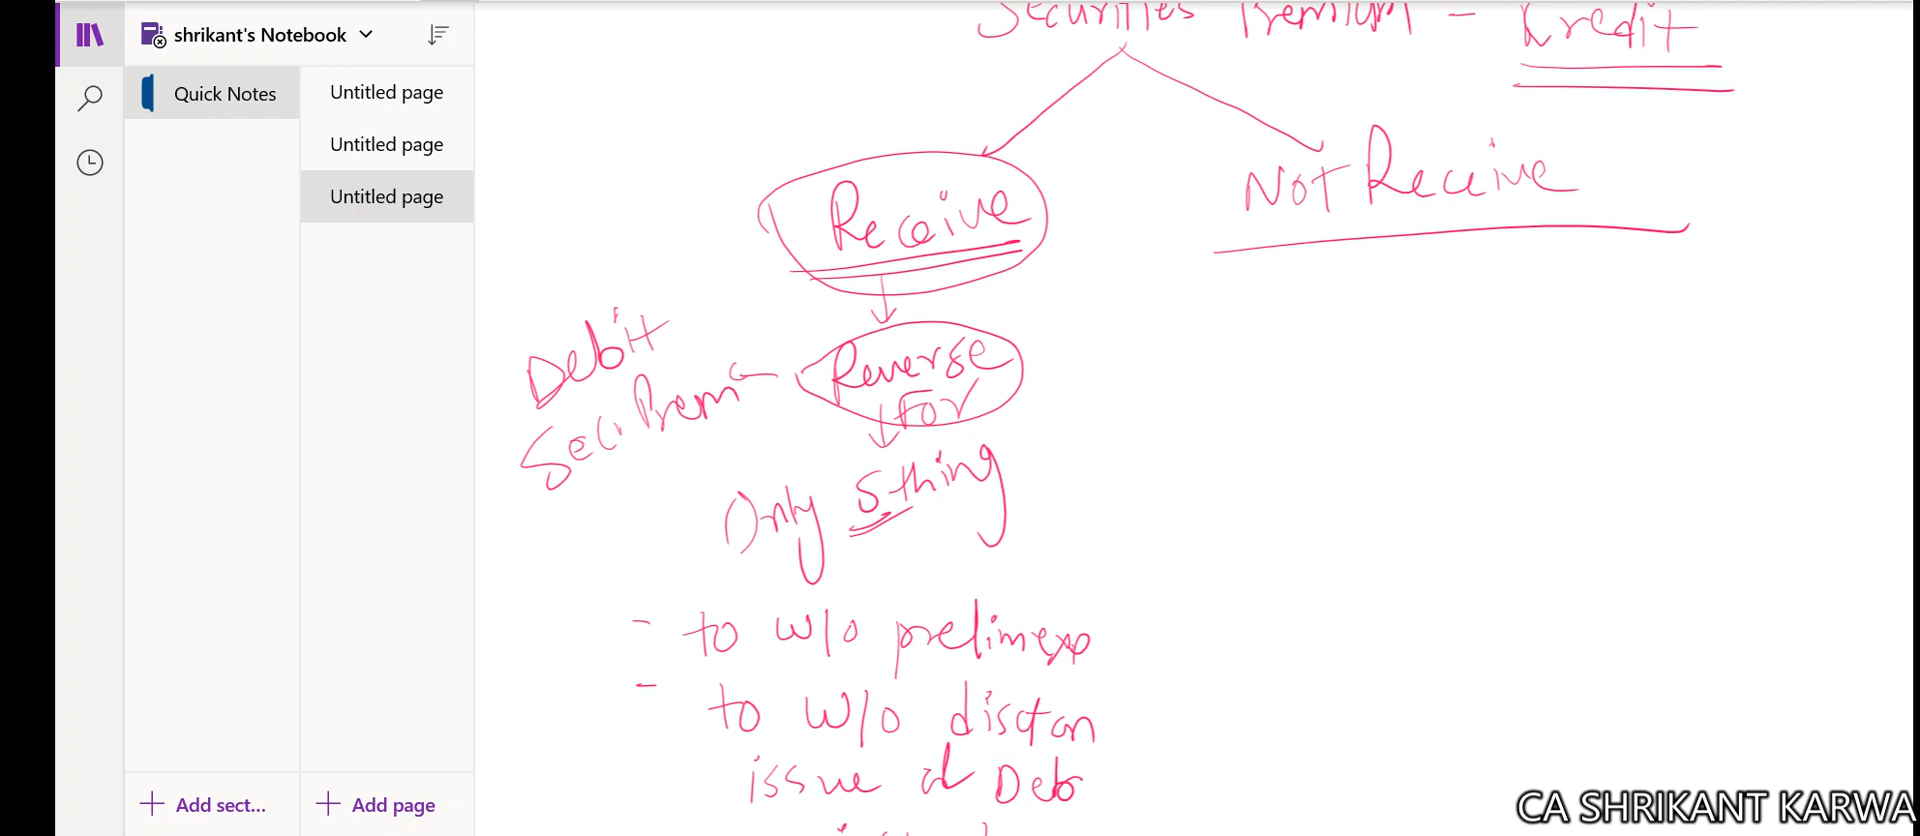 shrikant's Notebook
Quick Notes
Untitled page
Untitled page
Untitled page
Add sect...
Add page
Securities Premium - Kredit
Receive
Not Receive
Reverse
for
Debit
Sec. Prem
Only 5 thing
- to w/o prelim exp
- to w/o disct on
issue of Deb
CA SHRIKANT KARWA